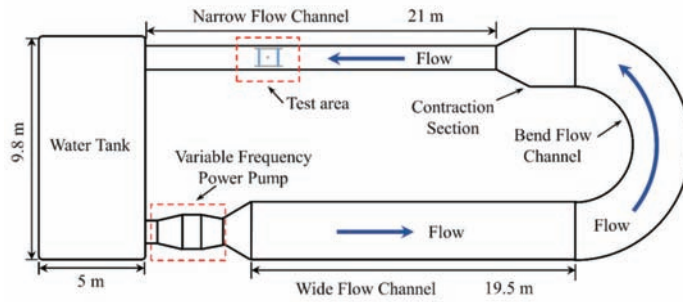 Narrow Flow Channel
21 m
Flow
Test area
Contraction
Section
Bend Flow
Channel
9.8 m
Water Tank
Variable Frequency
Power Pump
Flow
Flow
5 m
Wide Flow Channel
19.5 m